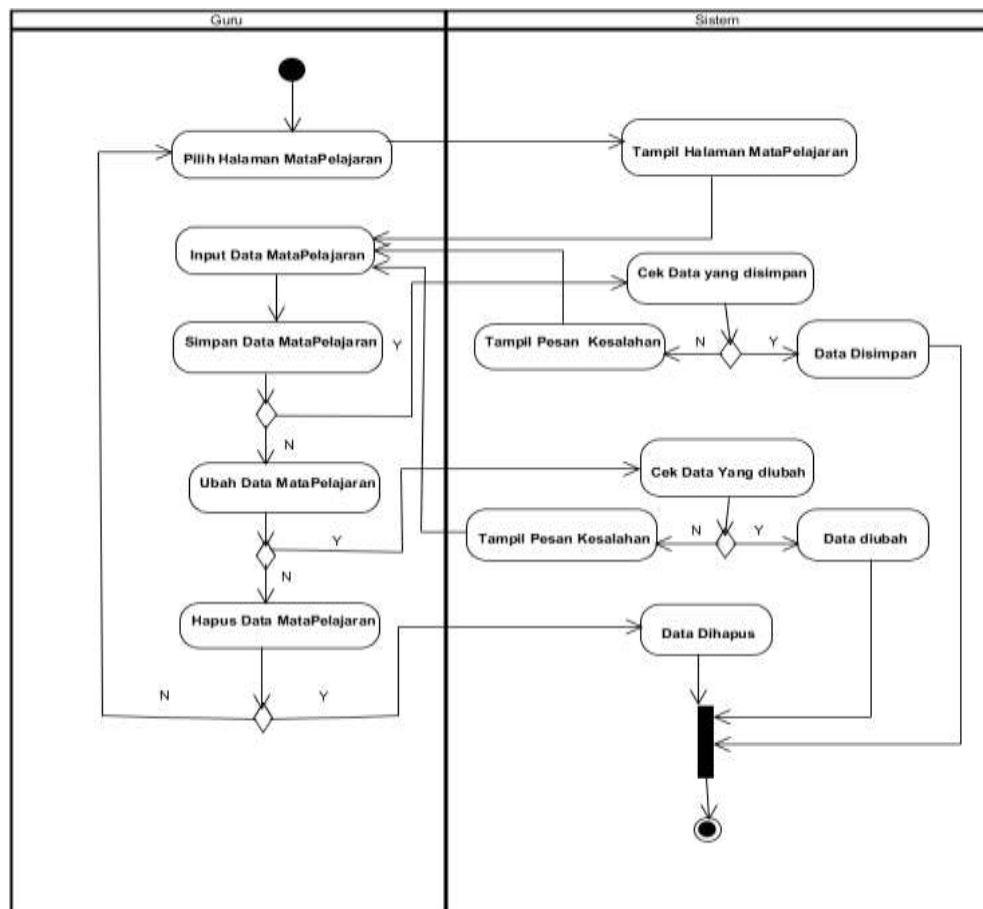 Guru
Sistem
Pilih Halaman MataPelajaran
Tampil Halaman MataPelajaran
Input Data MataPelajaran
Cek Data yang disimpan
Simpan Data MataPelajaran
Y
Tampil Pesan Kesalahan
N
Y
Data Disimpan
N
Ubah Data MataPelajaran
Cek Data Yang diubah
Y
Tampil Pesan Kesalahan
N
Y
Data diubah
N
Hapus Data MataPelajaran
Data Dihapus
N
Y